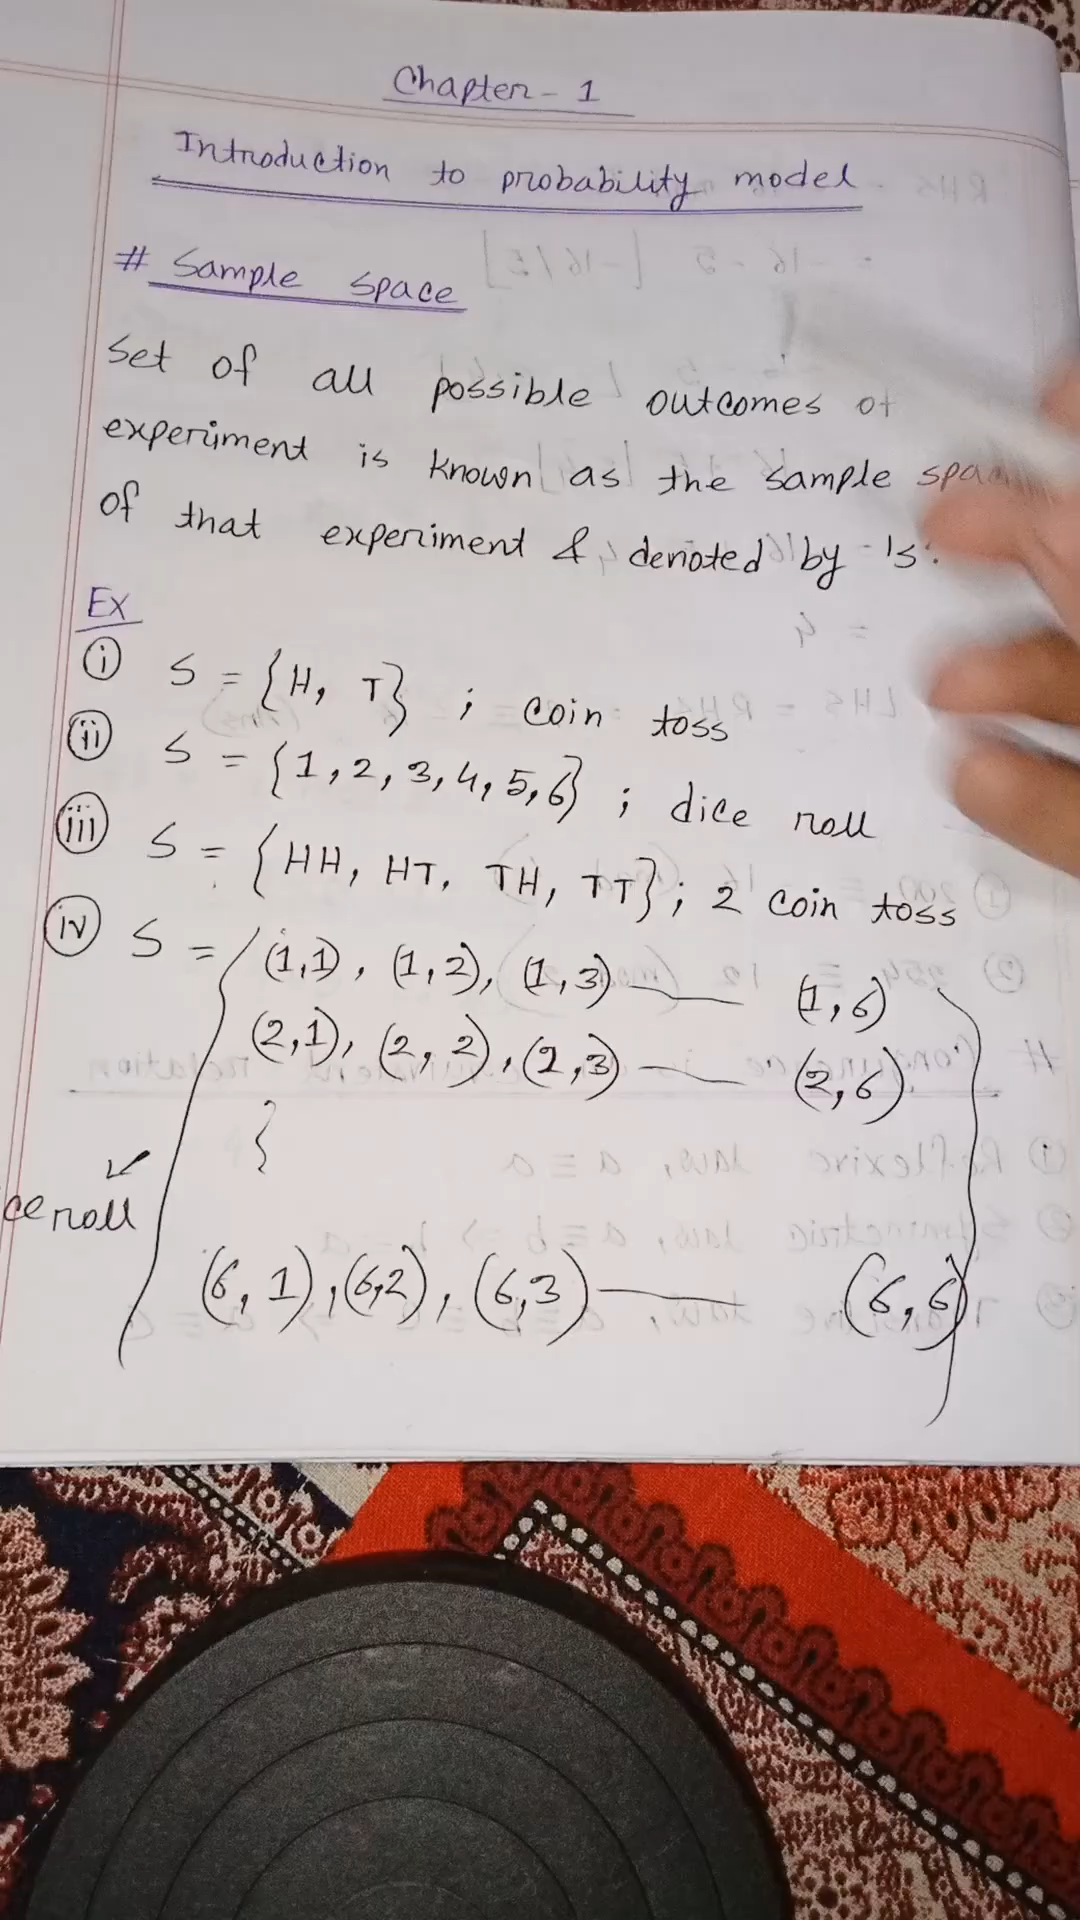 Chapter - 1
Introduction to probability model
# Sample space
Set of all possible outcomes of
experiment is known as the sample
of that experiment & denoted by 's'.
Ex
(i) S = {H, T} ; coin toss
(ii) S = {1, 2, 3, 4, 5, 6} ; dice roll
(iii) S = {HH, HT, TH, TT} ; 2 coin toss
(iv) S = { (1,1), (1,2), (1,3) —— (1,6)
(2,1), (2,2), (2,3) —— (2,6)
roll
(6,1), (6,2), (6,3) —— (6,6) }